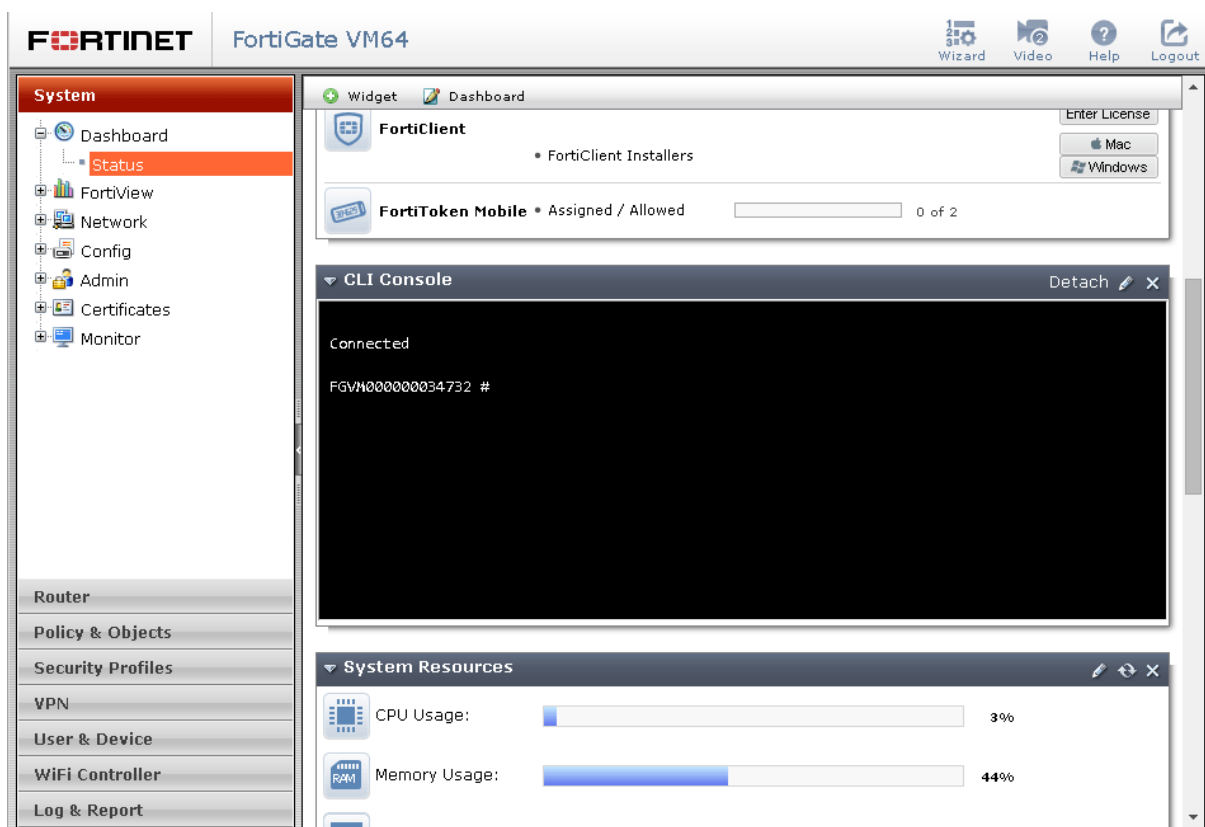 FORTINET
FortiGate VM64
Wizard
Video
Help
Logout
System
Dashboard
Status
FortiView
Network
Config
Admin
Certificates
Monitor
Router
Policy & Objects
Security Profiles
VPN
User & Device
WiFi Controller
Log & Report
Widget
Dashboard
Enter License
FortiClient
• FortiClient Installers
Mac
Windows
FortiToken Mobile • Assigned / Allowed 0 of 2
CLI Console
Detach
Connected
FGVM000000034732 #
System Resources
CPU Usage: 3%
RAM
Memory Usage: 44%